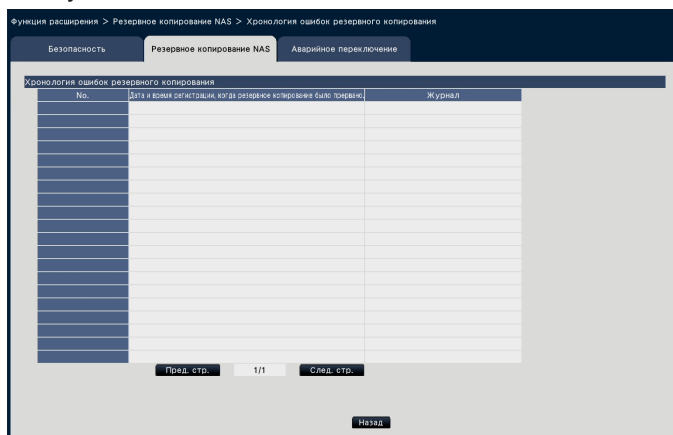 Функция расширения > Резервное копирование NAS > Хронология ошибок резервного копирования
Безопасность Резервное копирование NAS Аварийное переключение
Хронология ошибок резервного копирования
No. Дата и время регистрации, когда резервное копирование было прервано. Журнал
Пред. стр. 1/1 След. стр.
Назад